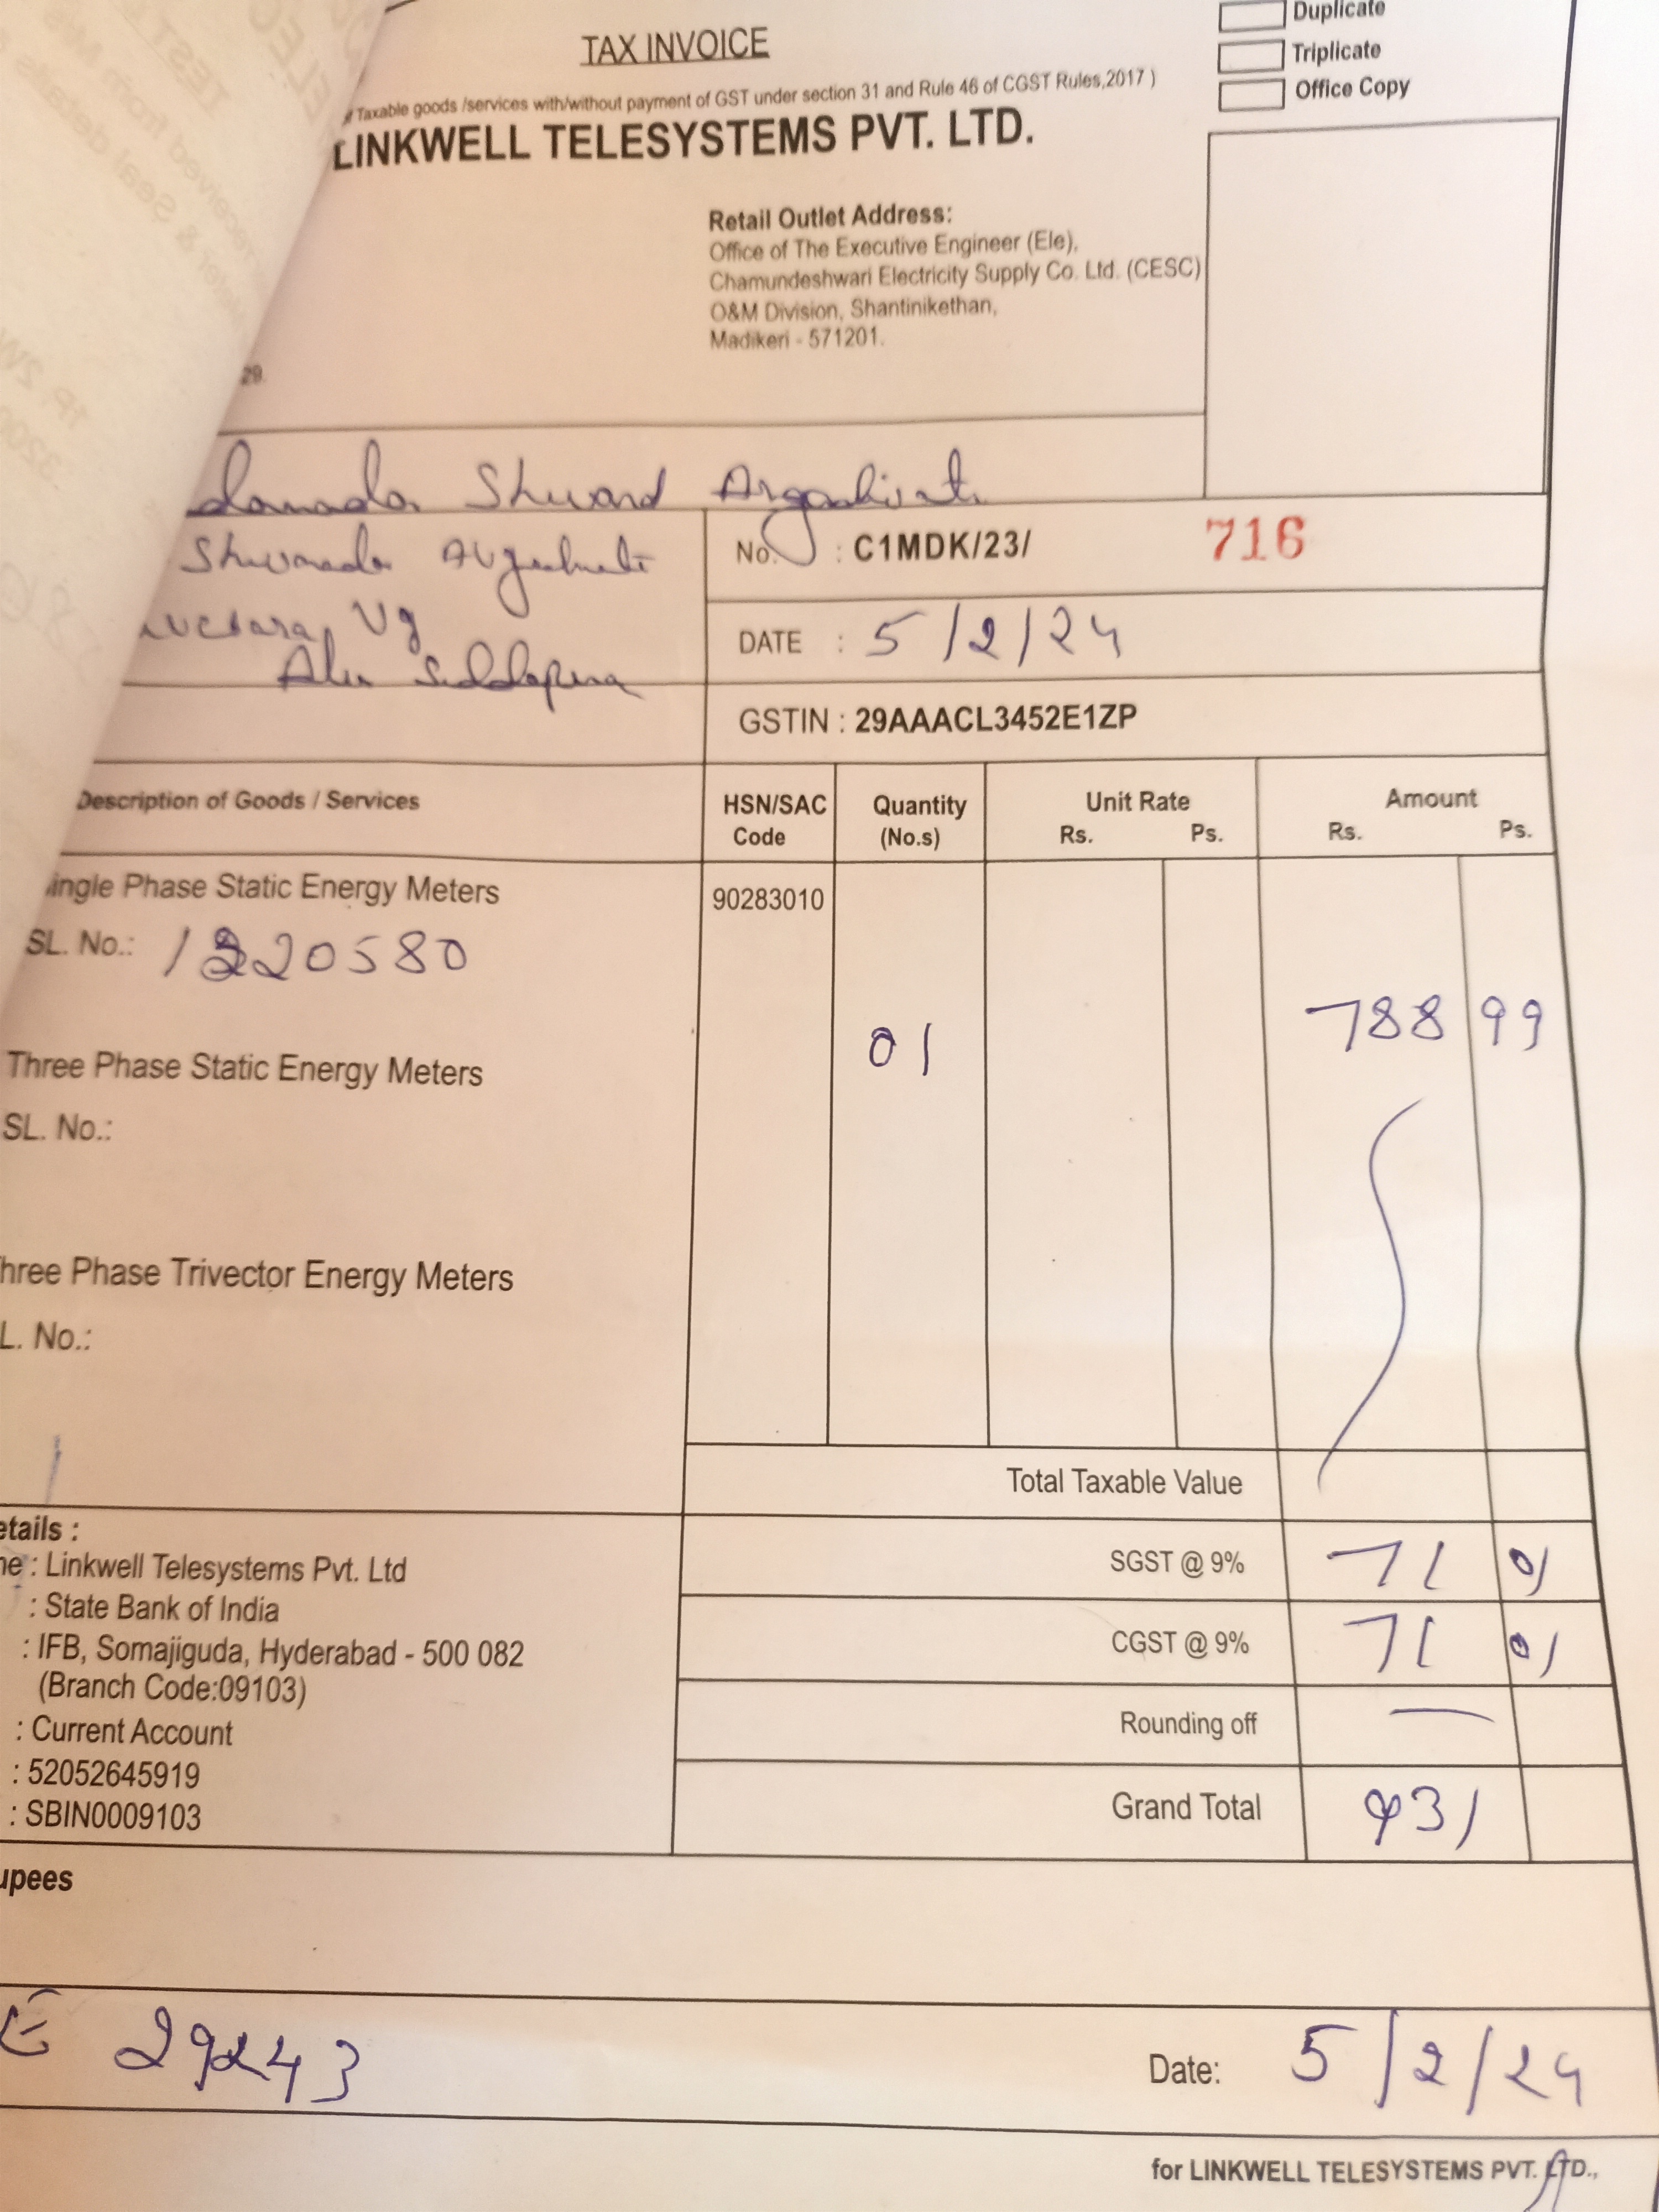 Duplicate
Triplicate
Office Copy
TAX INVOICE
Taxable goods /services with/without payment of GST under section 31 and Rule 46 of CGST Rules,2017 )
LINKWELL TELESYSTEMS PVT. LTD.
Retail Outlet Address:
Office of The Executive Engineer (Ele),
Chamundeshwari Electricity Supply Co. Ltd. (CESC)
O&M Division, Shantinikethan,
Madikeri - 571201.
29.
No. : C1MDK/23/ 716
DATE : 5/2/24
GSTIN : 29AAACL3452E1ZP
Description of Goods / Services HSN/SAC Code Quantity (No.s) Unit Rate Rs. Ps. Amount Rs. Ps.
ingle Phase Static Energy Meters 90283010
SL. No.: 1220580
01 788 99
Three Phase Static Energy Meters
SL. No.:
hree Phase Trivector Energy Meters
L. No.:
Total Taxable Value
etails :
ne : Linkwell Telesystems Pvt. Ltd
: State Bank of India
: IFB, Somajiguda, Hyderabad - 500 082
(Branch Code:09103)
: Current Account
: 52052645919
: SBIN0009103
SGST @ 9% 71 01
CGST @ 9% 71 01
Rounding off —
Grand Total 931
upees
29243
Date: 5/2/24
for LINKWELL TELESYSTEMS PVT. LTD.,